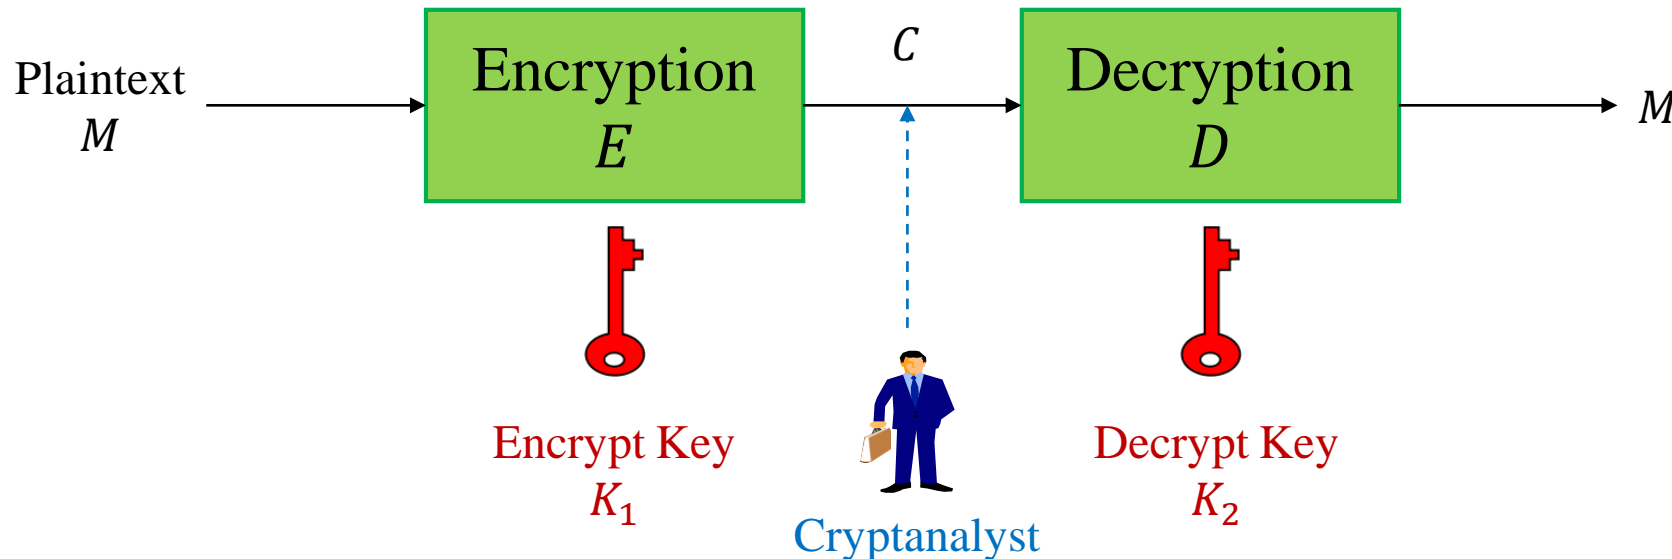 Plaintext
M
Encryption
E
C
Decryption
D
M
Encrypt Key
K₁
Cryptanalyst
Decrypt Key
K₂